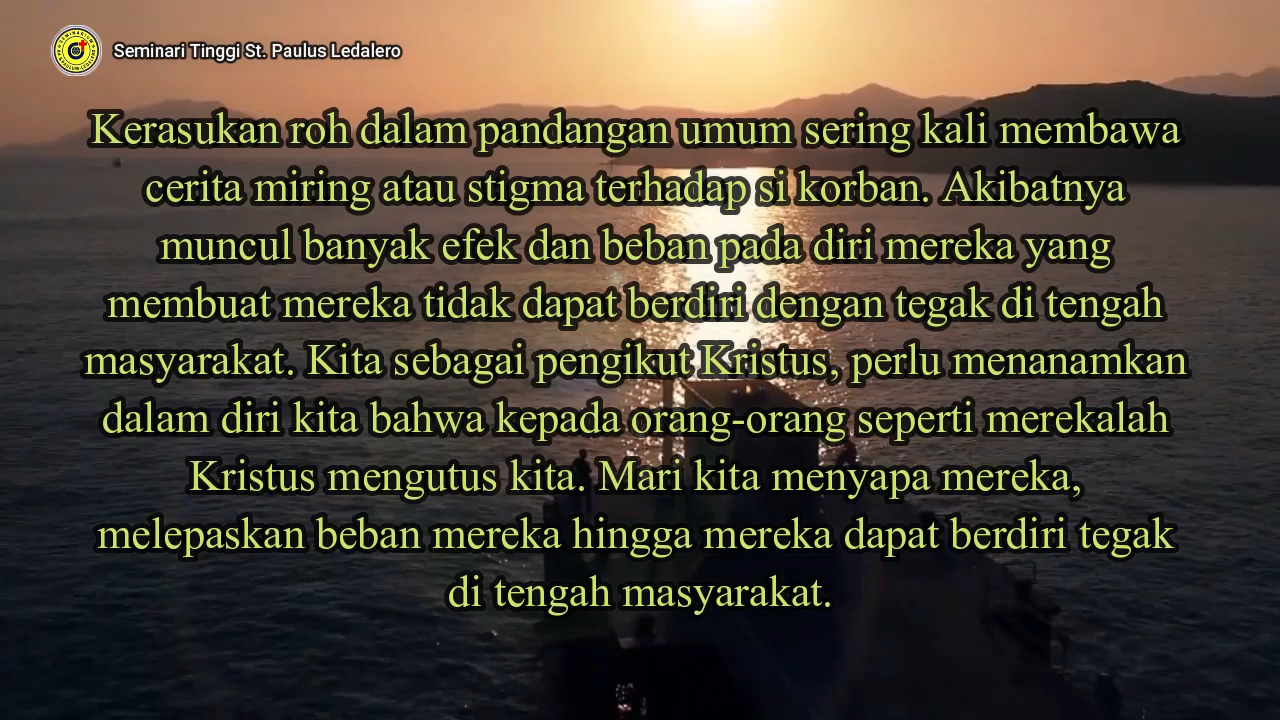 Seminari Tinggi St. Paulus Ledalero
Kerasukan roh dalam pandangan umum sering kali membawa
cerita miring atau stigma terhadap si korban. Akibatnya
muncul banyak efek dan beban pada diri mereka yang
membuat mereka tidak dapat berdiri dengan tegak di tengah
masyarakat. Kita sebagai pengikut Kristus, perlu menanamkan
dalam diri kita bahwa kepada orang-orang seperti merekalah
Kristus mengutus kita. Mari kita menyapa mereka,
melepaskan beban mereka hingga mereka dapat berdiri tegak
di tengah masyarakat.